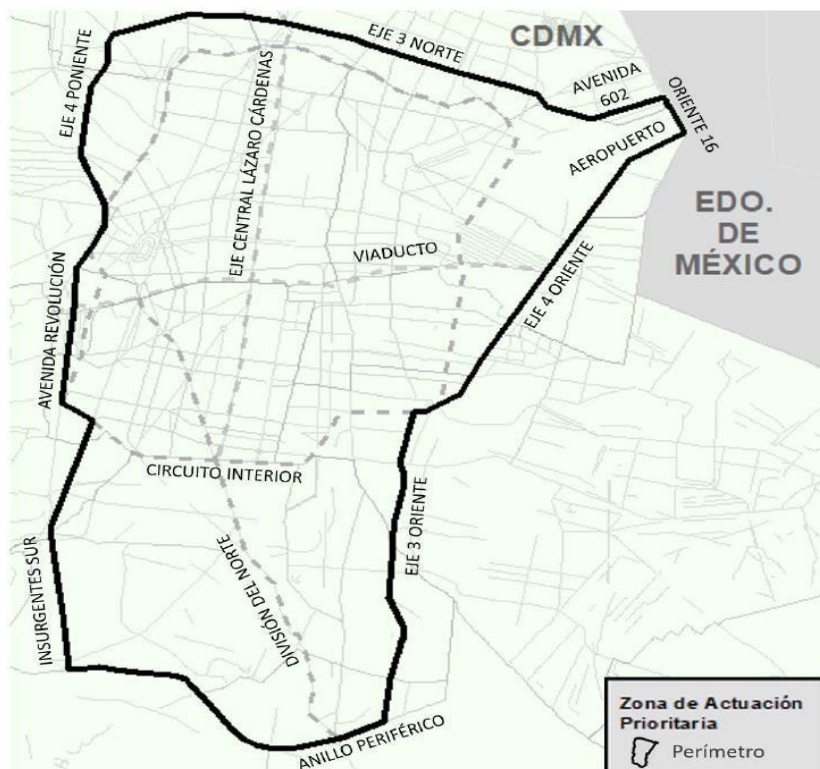 EJE 3 NORTE
CDMX
EJE 4 PONIENTE
EJE CENTRAL LÁZARO CÁRDENAS
AVENIDA
602
ORIENTE 16
AEROPUERTO
EDO.
DE
MÉXICO
VIADUCTO
EJE 4 ORIENTE
AVENIDA REVOLUCIÓN
CIRCUITO INTERIOR
EJE 3 ORIENTE
INSURGENTES SUR
DIVISIÓN DEL NORTE
ANILLO PERIFÉRICO
Zona de Actuación
Prioritaria
Perímetro